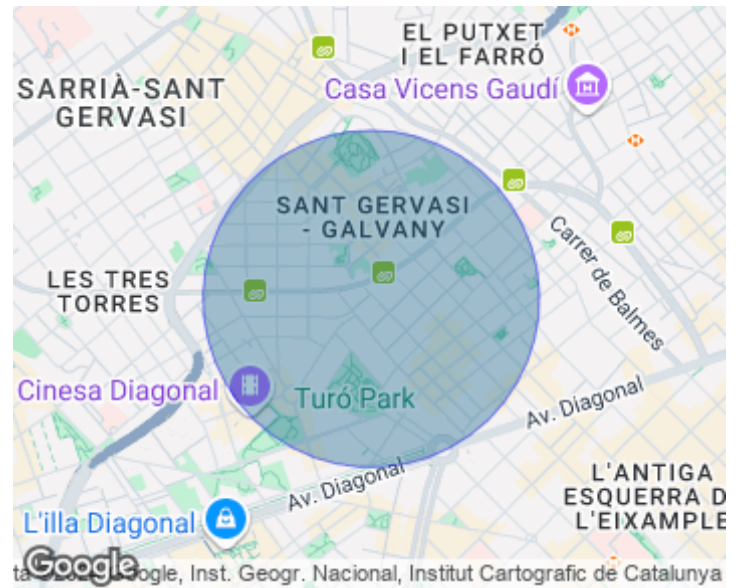 EL PUTXET
I EL FARRÓ
SARRIÀ-SANT
GERVASI
Casa Vicens Gaudí
SANT GERVASI
- GALVANY
LES TRES
TORRES
Carrer de Balmes
Cinesa Diagonal
Turó Park
Av. Diagonal
Av. Diagonal
L'ANTIGA
ESQUERRA D
L'EIXAMPLE
L'illa Diagonal
Google
Google, Inst. Geogr. Nacional, Institut Cartografic de Catalunya